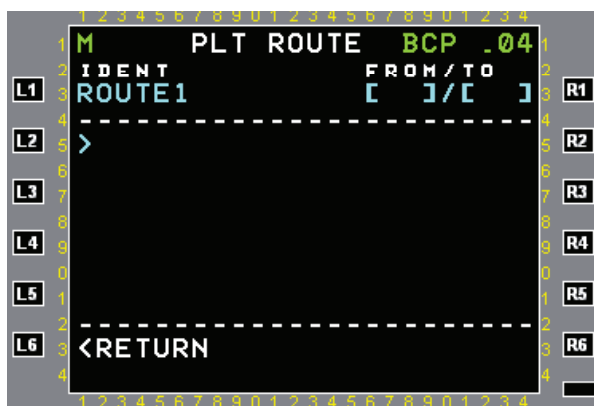 1 2 3 4 5 6 7 8 9 0 1 2 3 4 5 6 7 8 9 0 1 2 3 4
1 M PLT ROUTE BCP .04 1
2 IDENT FROM/TO 2
L1 3 ROUTE1 [ ]/[ ] 3 R1
4 ------------------------ 4
L2 5 > 5 R2
6 6
L3 7 7 R3
8 8
L4 9 9 R4
0 0
L5 1 1 R5
2 ------------------------ 2
L6 3 <RETURN 3 R6
4 4
1 2 3 4 5 6 7 8 9 0 1 2 3 4 5 6 7 8 9 0 1 2 3 4